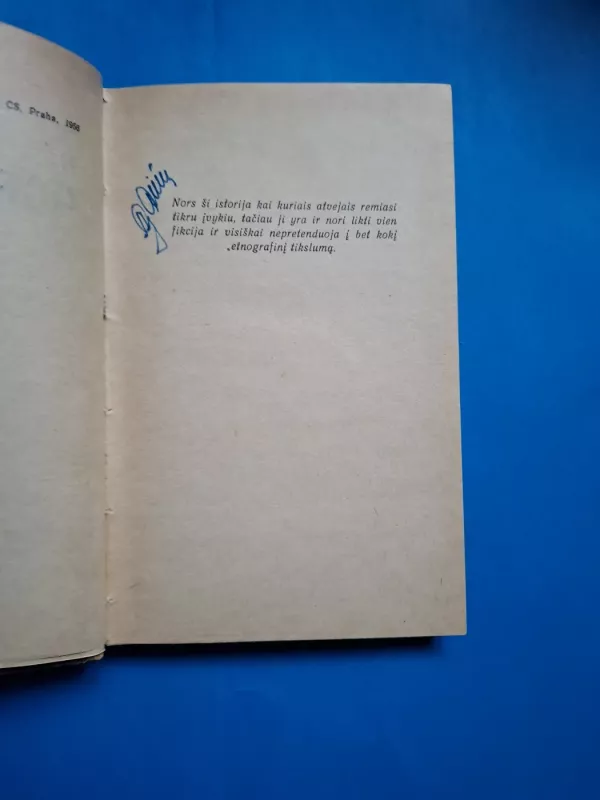 CS, Praha, 1956
Nors ši istorija kai kuriais atvejais remiasi
tikru įvykiu, tačiau ji yra ir nori likti vien
fikcija ir visiškai nepretenduoja į bet kokį
„etnografinį tikslumą.